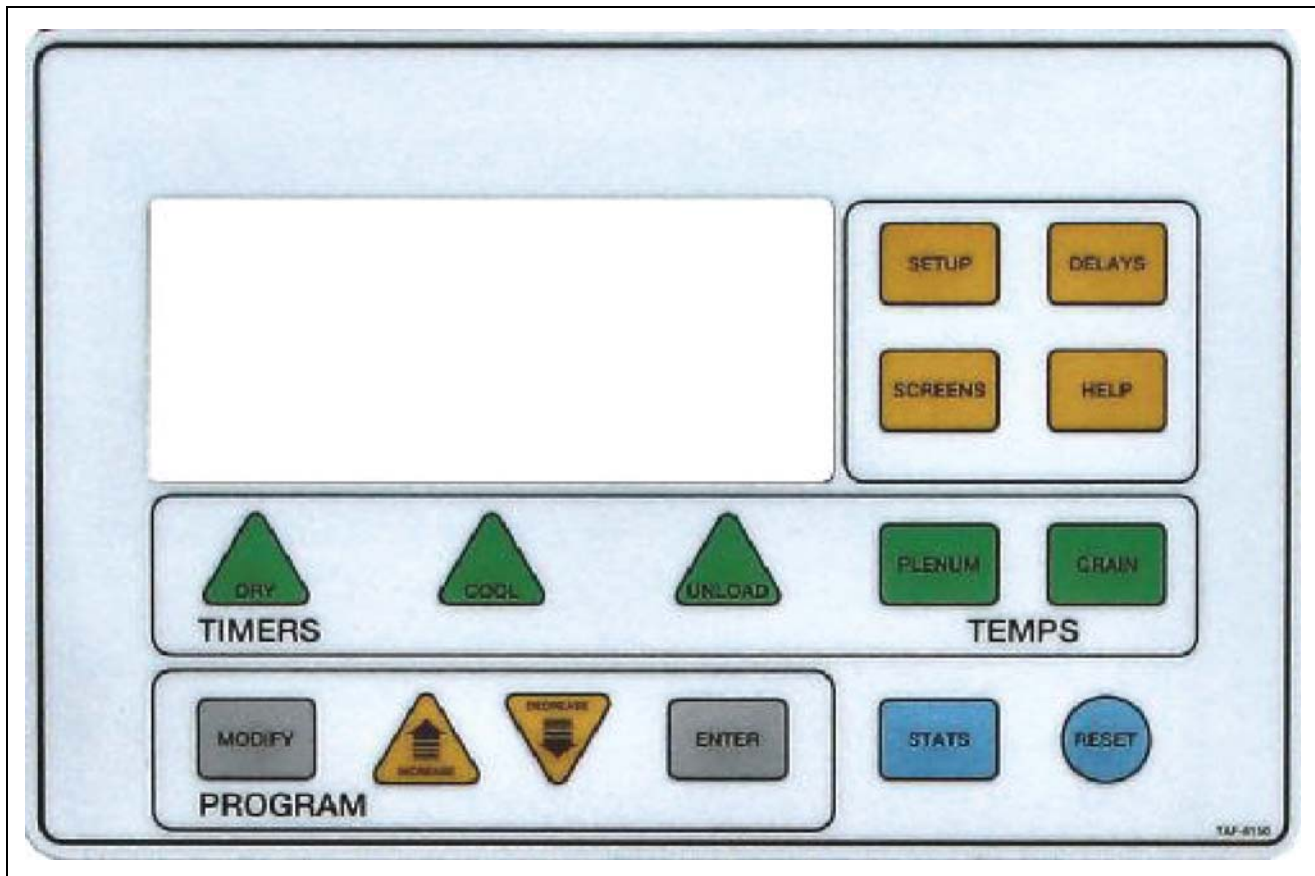 SETUP DELAYS
SCREENS HELP
DRY COOL UNLOAD PLENUM GRAIN
TIMERS TEMPS
MODIFY INCREASE DECREASE ENTER STATS RESET
PROGRAM